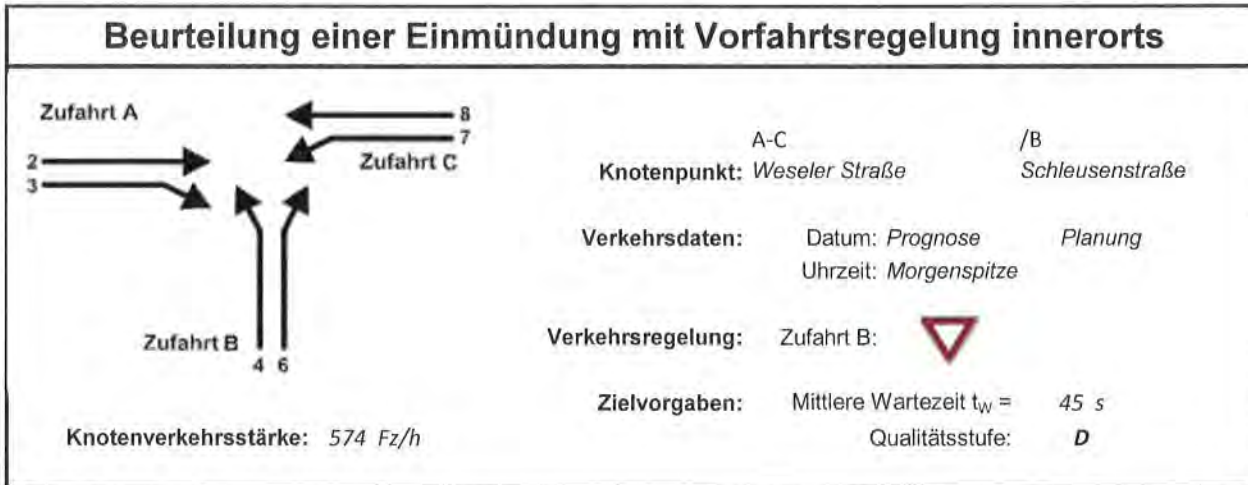 Beurteilung einer Einmündung mit Vorfahrtsregelung innerorts
Zufahrt A
8
7
Zufahrt C
2
3
Zufahrt B
4 6
Knotenverkehrsstärke: 574 Fz/h
A-C /B
Knotenpunkt: Weseler Straße Schleusenstraße
Verkehrsdaten: Datum: Prognose Planung
Uhrzeit: Morgenspitze
Verkehrsregelung: Zufahrt B:
Zielvorgaben: Mittlere Wartezeit tW = 45 s
Qualitätsstufe: D